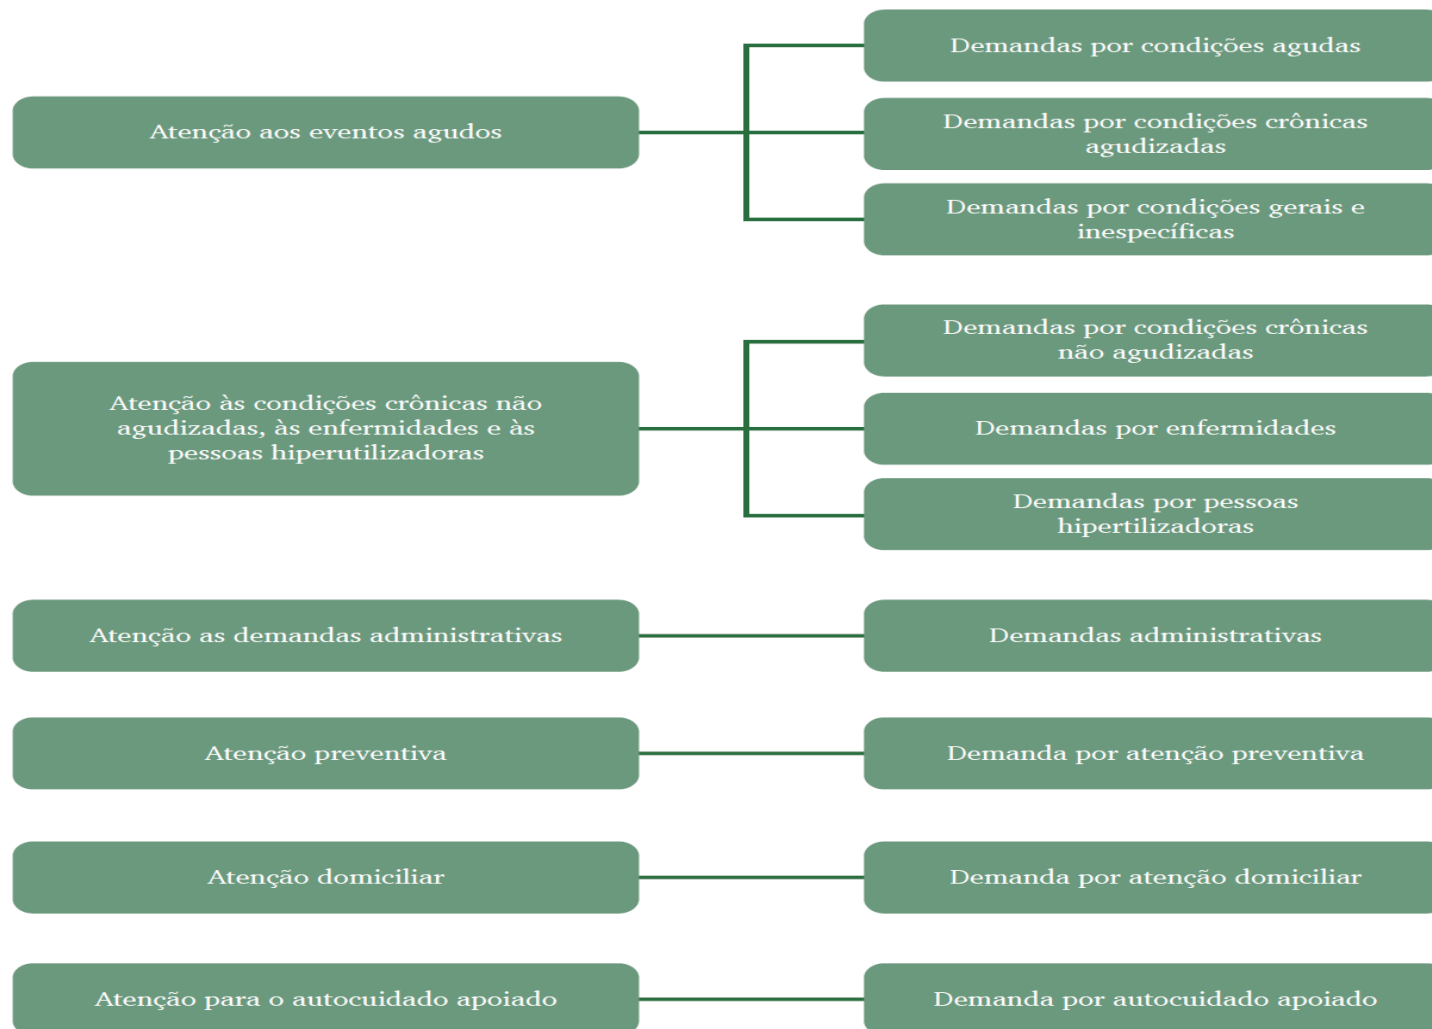 Atenção aos eventos agudos
Demandas por condições agudas
Demandas por condições crônicas
agudizadas
Demandas por condições gerais e
inespecíficas
Atenção às condições crônicas não
agudizadas, às enfermidades e às
pessoas hiperutilizadoras
Demandas por condições crônicas
não agudizadas
Demandas por enfermidades
Demandas por pessoas
hipertilizadoras
Atenção as demandas administrativas
Demandas administrativas
Atenção preventiva
Demanda por atenção preventiva
Atenção domiciliar
Demanda por atenção domiciliar
Atenção para o autocuidado apoiado
Demanda por autocuidado apoiado